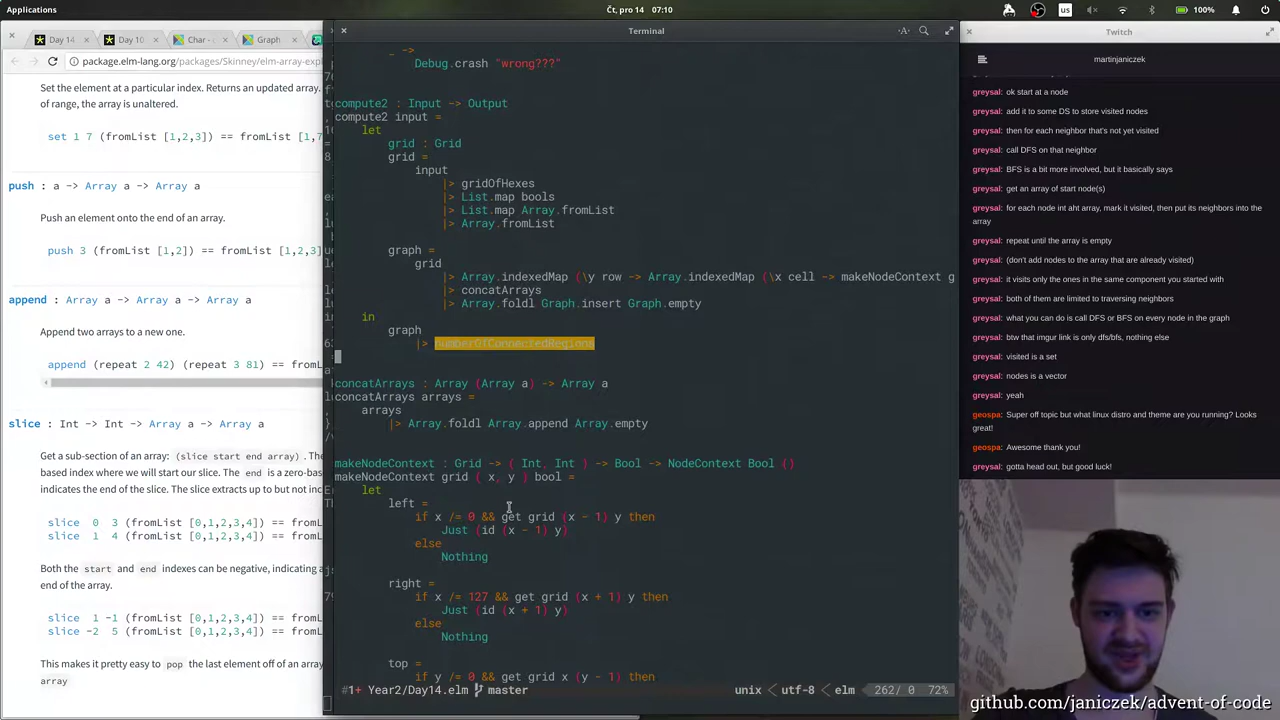 Applications
Čt, pro 14 07:10
us
100%
Day 14
Day 10
Char -
Graph
package.elm-lang.org/packages/Skinney/elm-array-exp
Set the element at a particular index. Returns an updated array.
of range, the array is unaltered.
set 1 7 (fromList [1,2,3]) == fromList [1,7
push : a -> Array a -> Array a
Push an element onto the end of an array.
push 3 (fromList [1,2]) == fromList [1,2,3]
append : Array a -> Array a -> Array a
Append two arrays to a new one.
append (repeat 2 42) (repeat 3 81) == fromL
slice : Int -> Int -> Array a -> Array a
Get a sub-section of an array: (slice start end array). The
based index where we will start our slice. The end is a zero-bas
indicates the end of the slice. The slice extracts up to but not inc
slice 0 3 (fromList [0,1,2,3,4]) == fromL
slice 1 4 (fromList [0,1,2,3,4]) == fromL
Both the start and end indexes can be negative, indicating a
end of the array.
slice 1 -1 (fromList [0,1,2,3,4]) == fromL
slice -2 5 (fromList [0,1,2,3,4]) == fromL
This makes it pretty easy to pop the last element off of an array
array
Terminal
_ ->
Debug.crash "wrong???"
compute2 : Input -> Output
compute2 input =
let
grid : Grid
grid =
input
|> gridOfHexes
|> List.map bools
|> List.map Array.fromList
|> Array.fromList
graph =
grid
|> Array.indexedMap (\y row -> Array.indexedMap (\x cell -> makeNodeContext g
|> concatArrays
|> Array.foldl Graph.insert Graph.empty
in
graph
|> numberOfConnectedRegions
concatArrays : Array (Array a) -> Array a
concatArrays arrays =
arrays
|> Array.foldl Array.append Array.empty
makeNodeContext : Grid -> ( Int, Int ) -> Bool -> NodeContext Bool ()
makeNodeContext grid ( x, y ) bool =
let
left =
if x /= 0 && get grid (x - 1) y then
Just (id (x - 1) y)
else
Nothing
right =
if x /= 127 && get grid (x + 1) y then
Just (id (x + 1) y)
else
Nothing
top =
if y /= 0 && get grid x (y - 1) then
#1+ Year2/Day14.elm master
unix utf-8 elm 262/ 0 72%
Twitch
martinjaniczek
greysal: ok start at a node
greysal: add it to some DS to store visited nodes
greysal: then for each neighbor that's not yet visited
greysal: call DFS on that neighbor
greysal: BFS is a bit more involved, but it basically says
greysal: get an array of start node(s)
greysal: for each node int aht array, mark it visited, then put its neighbors into the
array
greysal: repeat until the array is empty
greysal: (don't add nodes to the array that are already visited)
greysal: it visits only the ones in the same component you started with
greysal: both of them are limited to traversing neighbors
greysal: what you can do is call DFS or BFS on every node in the graph
greysal: btw that imgur link is only dfs/bfs, nothing else
greysal: visited is a set
greysal: nodes is a vector
greysal: yeah
geospa: Super off topic but what linux distro and theme are you running? Looks
great!
geospa: Awesome thank you!
greysal: gotta head out, but good luck!
github.com/janiczek/advent-of-code